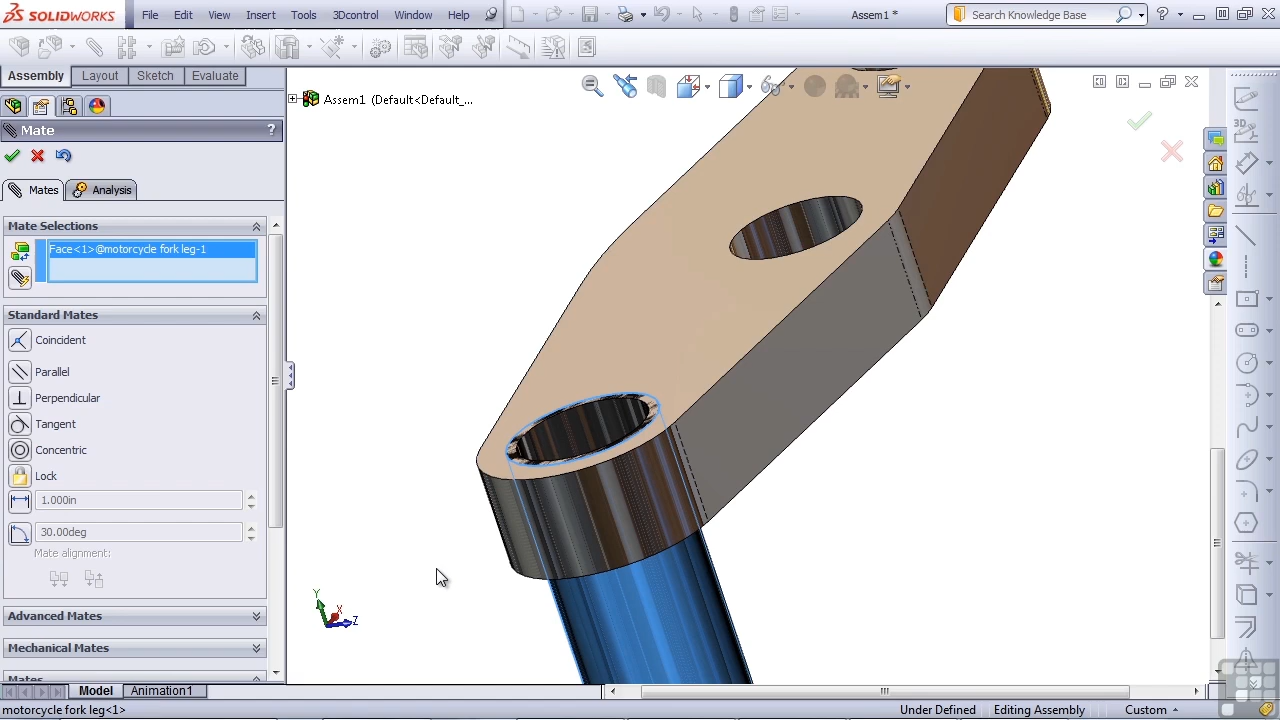 SOLIDWORKS File Edit View Insert Tools 3Dcontrol Window Help Assem1 * Search Knowledge Base ?
Assembly Layout Sketch Evaluate
Assem1 (Default<Default_...
Mate ?
Mates Analysis
Mate Selections
Face<1>@motorcycle fork leg-1
Standard Mates
Coincident
Parallel
Perpendicular
Tangent
Concentric
Lock
1.000in
30.00deg
Mate alignment:
Advanced Mates
Mechanical Mates
Mates
Y
X
Z
3D
Model Animation1
motorcycle fork leg<1> Under Defined Editing Assembly Custom